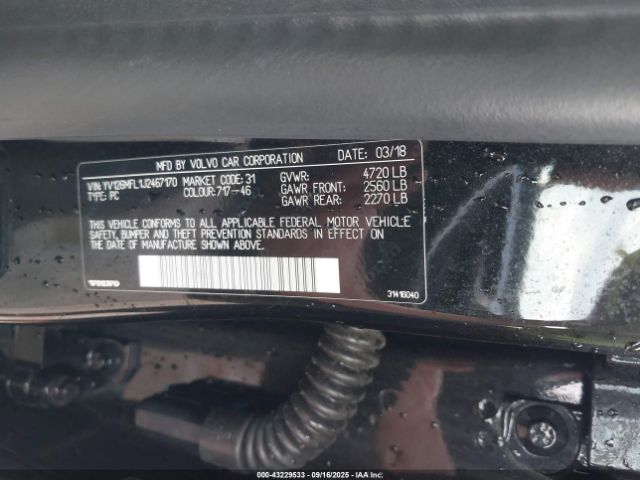 MFD BY VOLVO CAR CORPORATION DATE: 03/18
VIN: YV126MFL1J2467170 MARKET CODE: 31 GVWR: 4720 LB
TYPE: PC COLOUR: 717-46 GAWR FRONT: 2560 LB
GAWR REAR: 2270 LB
THIS VEHICLE CONFORMS TO ALL APPLICABLE FEDERAL MOTOR VEHICLE
SAFETY, BUMPER AND THEFT PREVENTION STANDARDS IN EFFECT ON
THE DATE OF MANUFACTURE SHOWN ABOVE.
VOLVO 31416040
000-43229533 - 09/16/2025 - IAA Inc.